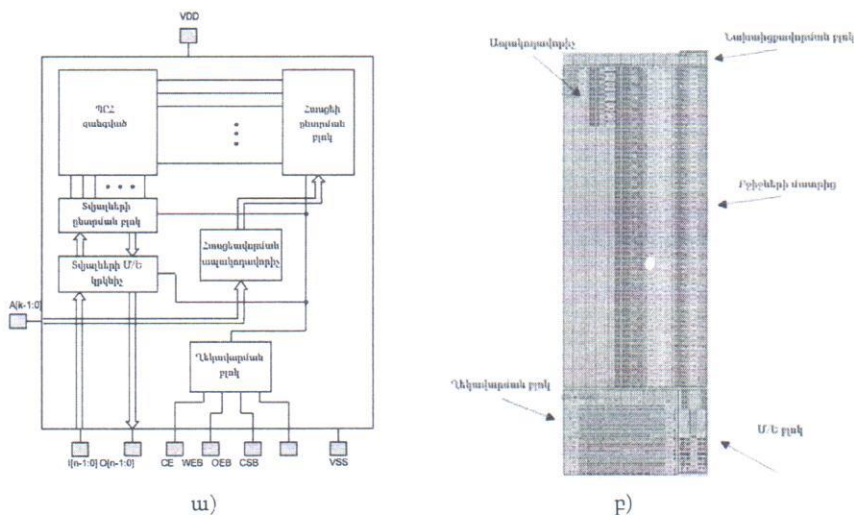 VDD
ՊԸՀ
զանգված
Հասցեի
ընտրման
բլոկ
Տվյալների
ընտրման բլոկ
Տվյալների Մ/Ե
կրկնիչ
Հասցեավորման
ապակոդավորիչ
A[k-1:0]
Ղեկավարման
բլոկ
I[n-1:0] O[n-1:0]
CE
WEB
OEB
CSB
VSS
ա)
Ապակոդավորիչ
Նախալիցքավորման բլոկ
Բջիջների մատրից
Ղեկավարման բլոկ
Մ/Ե բլոկ
բ)